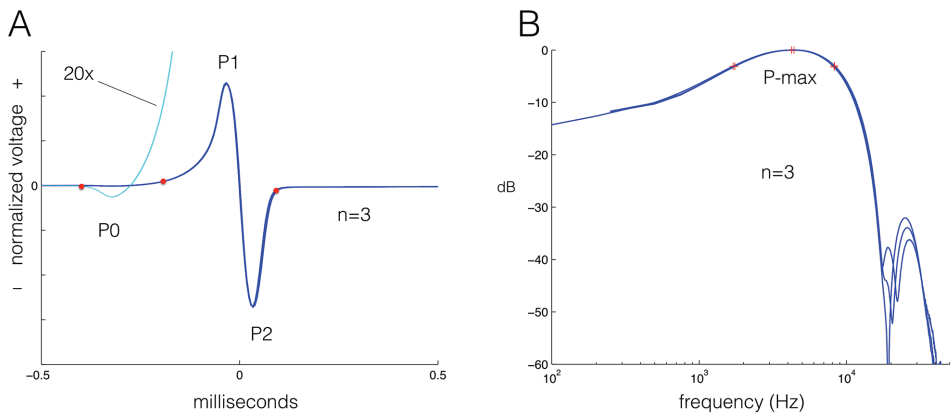 A
20x
P1
+
normalized voltage
0
−
P0
n=3
P2
−0.5
0
0.5
milliseconds
B
0
−10
−20
−30
−40
−50
−60
dB
P-max
n=3
10²
10³
10⁴
frequency (Hz)